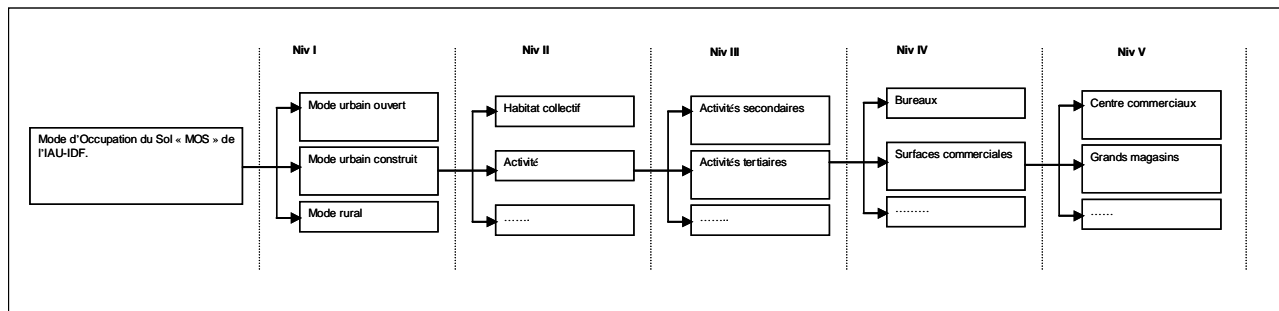 Niv I
Niv II
Niv III
Niv IV
Niv V
Mode d'Occupation du Sol « MOS » de
l'IAU-IDF.
Mode urbain ouvert
Mode urbain construit
Mode rural
Habitat collectif
Activité
.......
Activités secondaires
Activités tertiaires
........
Bureaux
Surfaces commerciales
.........
Centre commerciaux
Grands magasins
......